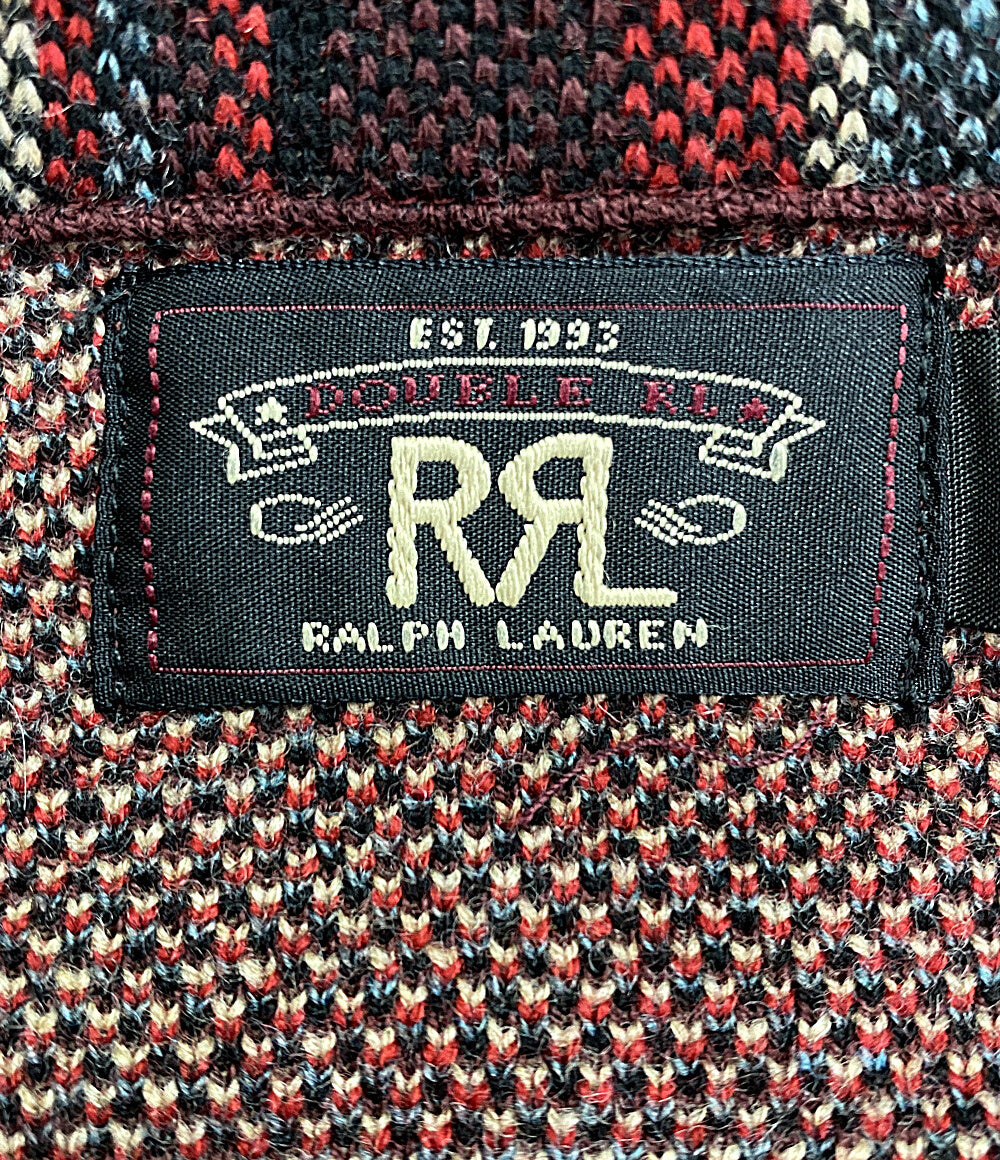 EST. 1993
DOUBLE RL
RRL
RALPH LAUREN